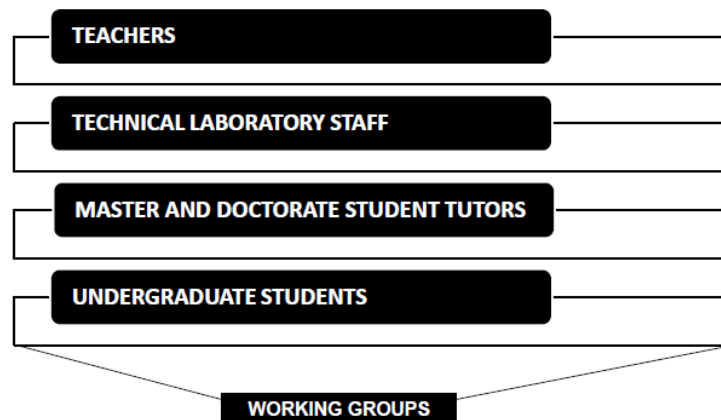 TEACHERS
TECHNICAL LABORATORY STAFF
MASTER AND DOCTORATE STUDENT TUTORS
UNDERGRADUATE STUDENTS
WORKING GROUPS